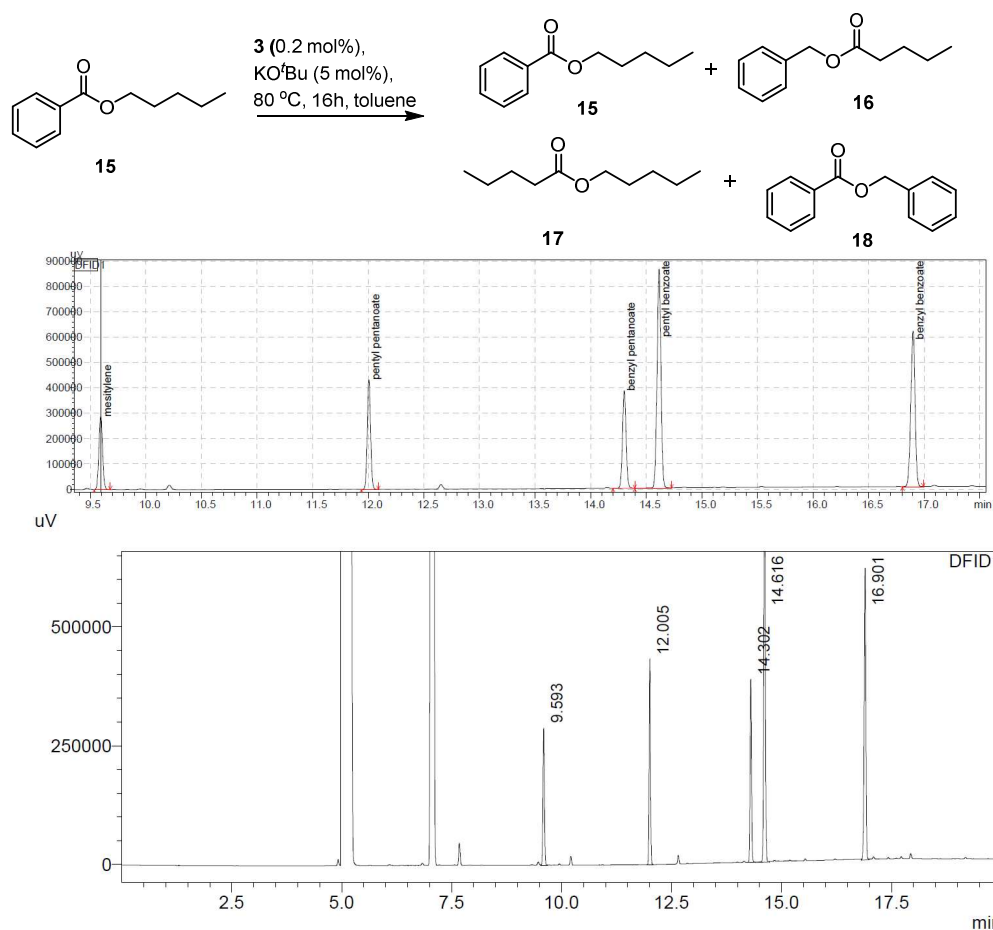 3 (0.2 mol%),
KOtBu (5 mol%),
80 oC, 16h, toluene
O
O
15
O
O
15
+
O
O
16
O
O
17
+
O
O
18
uV
DFID1
900000
800000
700000
600000
500000
400000
300000
200000
100000
0
mesitylene
pentyl pentanoate
benzyl pentanoate
pentyl benzoate
benzyl benzoate
9.5 10.0 10.5 11.0 11.5 12.0 12.5 13.0 13.5 14.0 14.5 15.0 15.5 16.0 16.5 17.0 min
uV
DFID
500000
250000
0
9.593
12.005
14.302
14.616
16.901
2.5 5.0 7.5 10.0 12.5 15.0 17.5